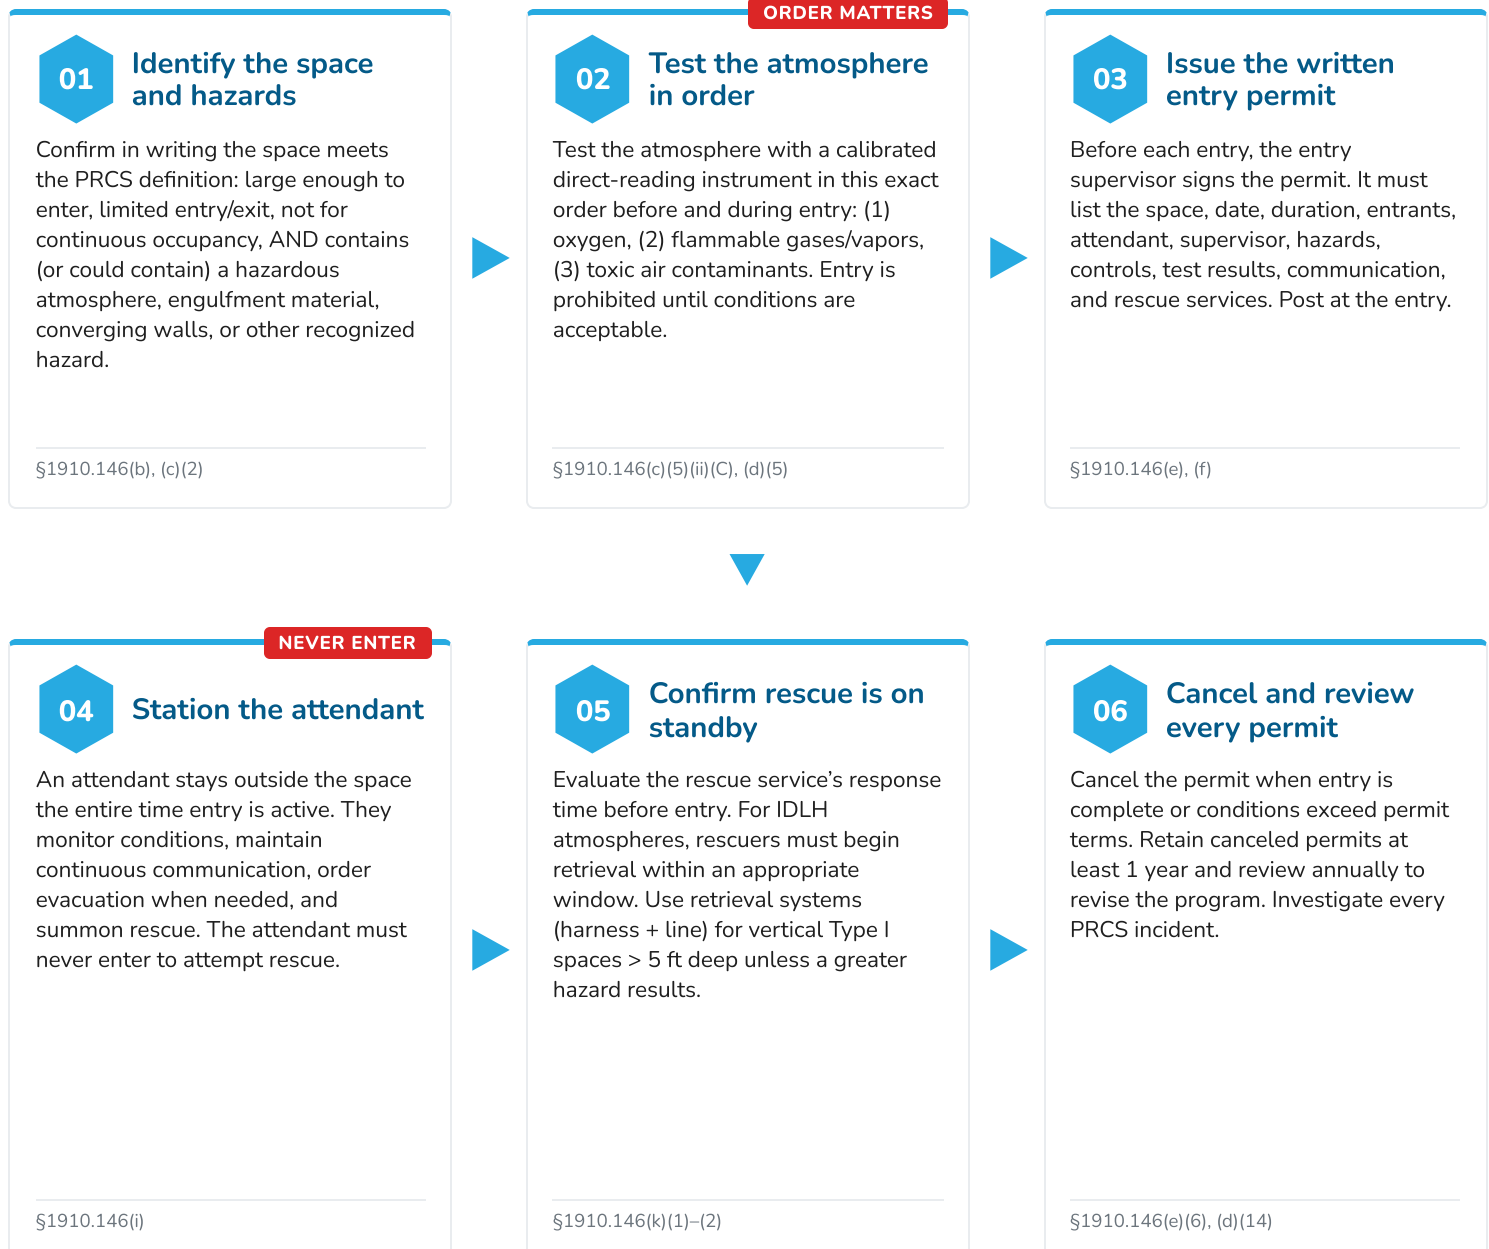 01
Identify the space
and hazards
Confirm in writing the space meets
the PRCS definition: large enough to
enter, limited entry/exit, not for
continuous occupancy, AND contains
(or could contain) a hazardous
atmosphere, engulfment material,
converging walls, or other recognized
hazard.
§1910.146(b), (c)(2)
ORDER MATTERS
02
Test the atmosphere
in order
Test the atmosphere with a calibrated
direct-reading instrument in this exact
order before and during entry: (1)
oxygen, (2) flammable gases/vapors,
(3) toxic air contaminants. Entry is
prohibited until conditions are
acceptable.
§1910.146(c)(5)(ii)(C), (d)(5)
03
Issue the written
entry permit
Before each entry, the entry
supervisor signs the permit. It must
list the space, date, duration, entrants,
attendant, supervisor, hazards,
controls, test results, communication,
and rescue services. Post at the entry.
§1910.146(e), (f)
NEVER ENTER
04
Station the attendant
An attendant stays outside the space
the entire time entry is active. They
monitor conditions, maintain
continuous communication, order
evacuation when needed, and
summon rescue. The attendant must
never enter to attempt rescue.
§1910.146(i)
05
Confirm rescue is on
standby
Evaluate the rescue service’s response
time before entry. For IDLH
atmospheres, rescuers must begin
retrieval within an appropriate
window. Use retrieval systems
(harness + line) for vertical Type I
spaces > 5 ft deep unless a greater
hazard results.
§1910.146(k)(1)–(2)
06
Cancel and review
every permit
Cancel the permit when entry is
complete or conditions exceed permit
terms. Retain canceled permits at
least 1 year and review annually to
revise the program. Investigate every
PRCS incident.
§1910.146(e)(6), (d)(14)